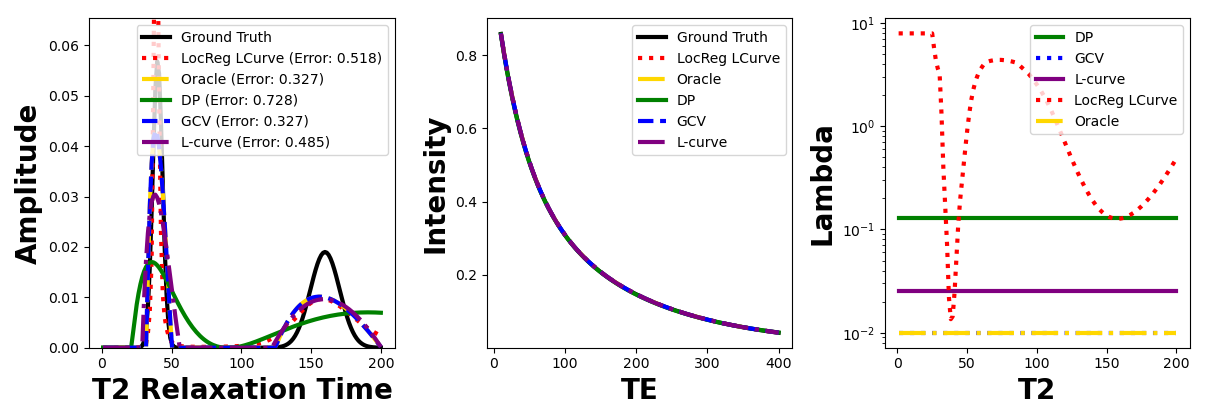 Amplitude
0.06
0.05
0.04
0.03
0.02
0.01
0.00
0
50
100
150
200
T2 Relaxation Time
Ground Truth
LocReg LCurve (Error: 0.518)
Oracle (Error: 0.327)
DP (Error: 0.728)
GCV (Error: 0.327)
L-curve (Error: 0.485)
Intensity
0.8
0.6
0.4
0.2
0
100
200
300
400
TE
Ground Truth
LocReg LCurve
Oracle
DP
GCV
L-curve
Lambda
10¹
10⁰
10⁻¹
10⁻²
0
50
100
150
200
T2
DP
GCV
L-curve
LocReg LCurve
Oracle